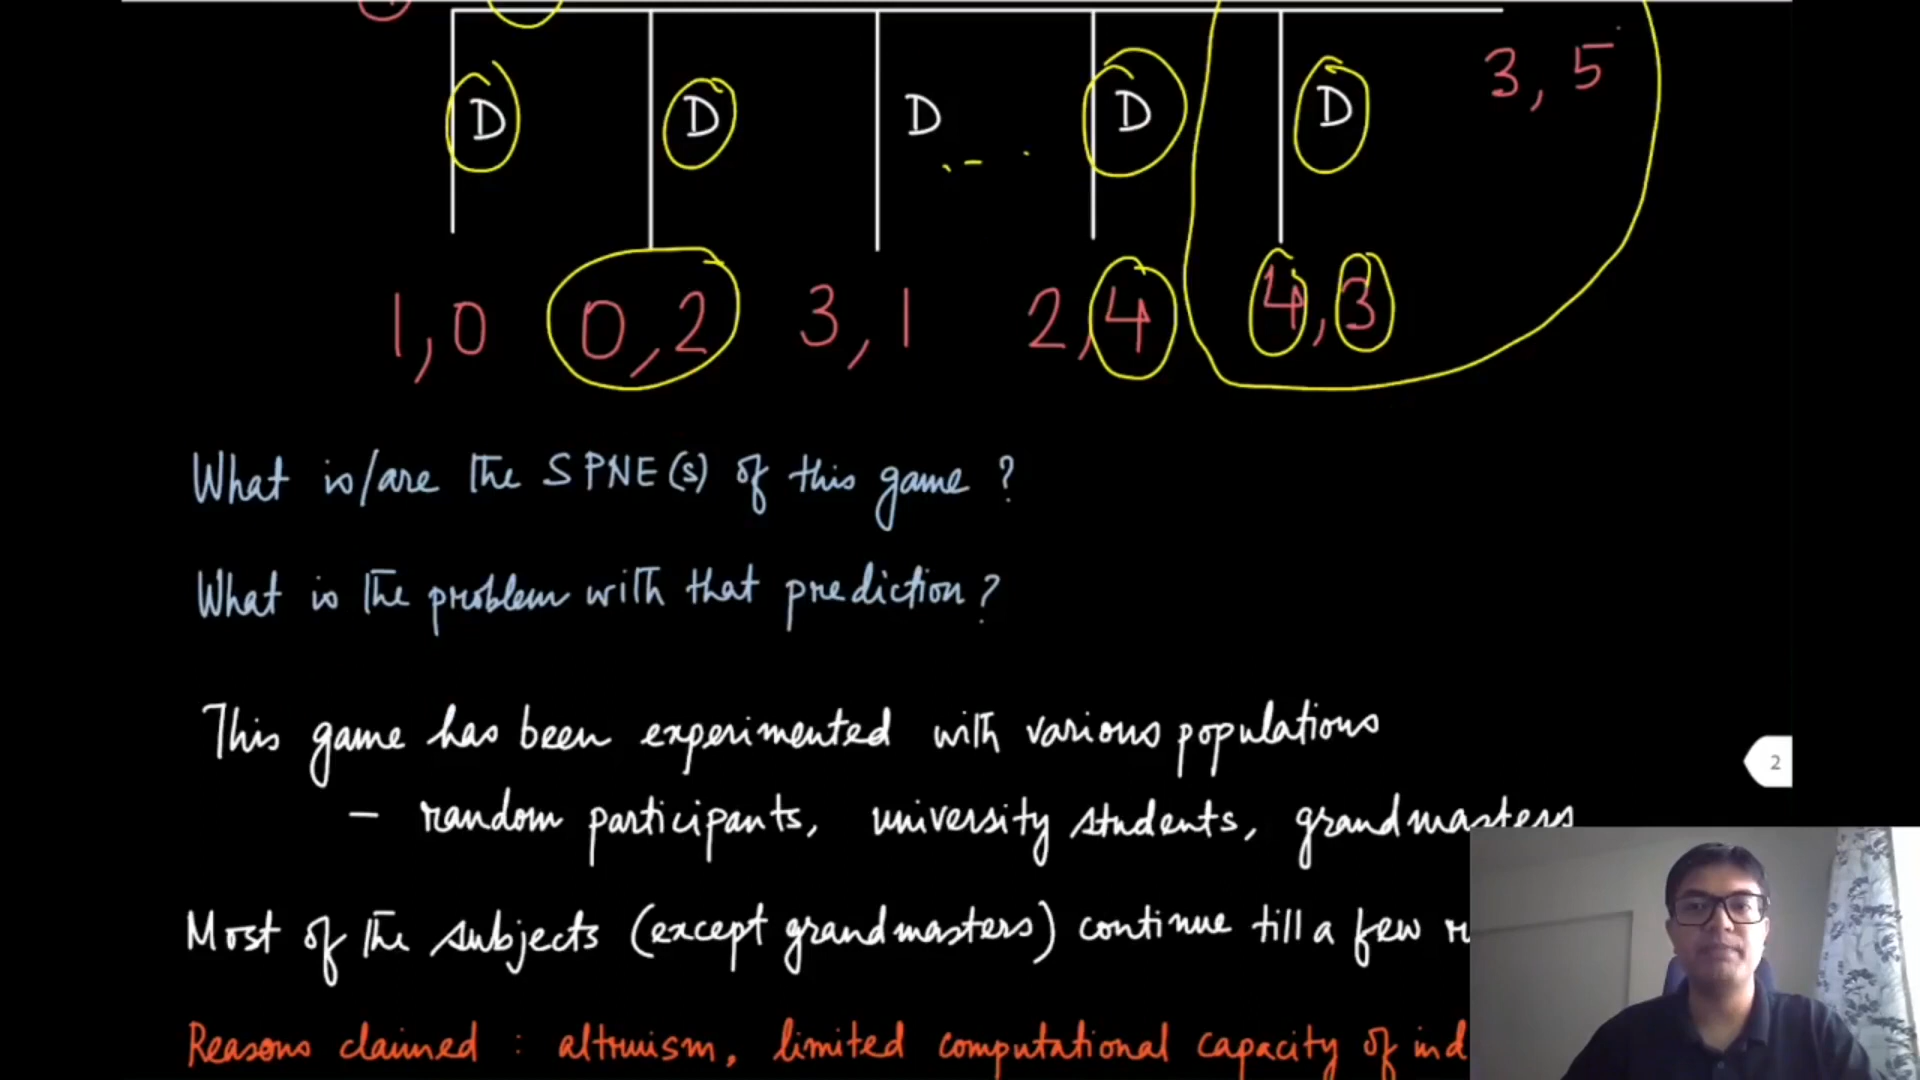 D D D D D 3, 5
1, 0 0, 2 3, 1 2, 4 4, 3
What is/are the SPNE(s) of this game ?
What is the problem with that prediction ?
2
This game has been experimented with various populations
- random participants, university students, grandmasters
Most of the subjects (except grandmasters) continue till a few
Reasons claimed : altruism, limited computational capacity of